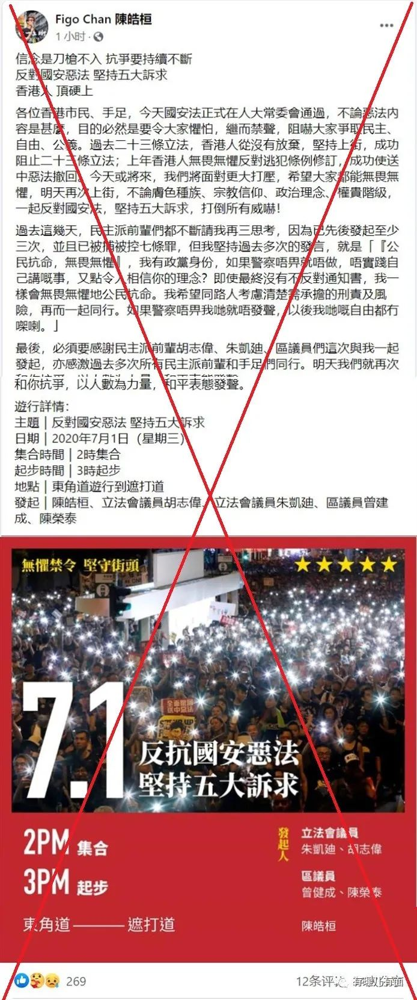 Figo Chan 陳皓桓
1 小时
信念是刀槍不入 抗爭要持續不斷
反對國安惡法 堅持五大訴求
香港人 頂硬上
各位香港市民、手足，今天國安法正式在人大常委會通過，不論惡法內
容是甚麼，目的必然是要令大家懼怕，繼而禁聲，阻嚇大家爭取民主、
自由、公義。過去二十三條立法，香港人從沒有放棄，堅持上街，成功
阻止二十三條立法；上年香港人無畏無懼反對逃犯條例修訂，成功使送
中惡法撤回。今天或將來，我們將面對更大打壓，希望大家都能無畏無
懼，明天再次上街，不論膚色種族、宗教信仰、政治理念、權貴階級，
一起反對國安法，堅持五大訴求，打倒所有威嚇！
過去這幾天，民主派前輩們都不斷請我再三思考，因為已先後發起至少
三次，並且已被捕被控七條罪，但我堅持過去多次的發言，就是「『公
民抗命，無畏無懼』，我有政黨身份，如果警察唔畀就唔做，唔實踐自
己講嘅事，又點令人相信你的理念？即使最終沒有不反對通知書，我一
樣會無畏無懼地公民抗命。我希望同路人考慮清楚需承擔的刑責及風
險，再而一起同行。如果警察唔畀我哋就唔發聲，以後我哋嘅自由都冇
㗎喇。」
最後，必須要感謝民主派前輩胡志偉、朱凱廸、區議員們這次與我一起
發起，亦感激過去多次所有民主派前輩和手足們同行。明天我們就再次
和你抗爭，以人數為力量，和平表態發聲。
遊行詳情：
主題 | 反對國安惡法 堅持五大訴求
日期 | 2020年7月1日（星期三）
集合時間 | 2時集合
起步時間 | 3時起步
地點 | 東角道遊行到遮打道
發起 | 陳皓桓、立法會議員胡志偉、立法會議員朱凱廸、區議員曾建
成、陳榮泰
無懼禁令 堅守街頭
全面撤回
送中惡法
7.1
反抗國安惡法
堅持五大訴求
2PM 集合
3PM 起步
東角道——遮打道
發起人
立法會議員
朱凱廸、胡志偉
區議員
曾健成、陳榮泰
陳皓桓
269
12条评论
有理儿有面